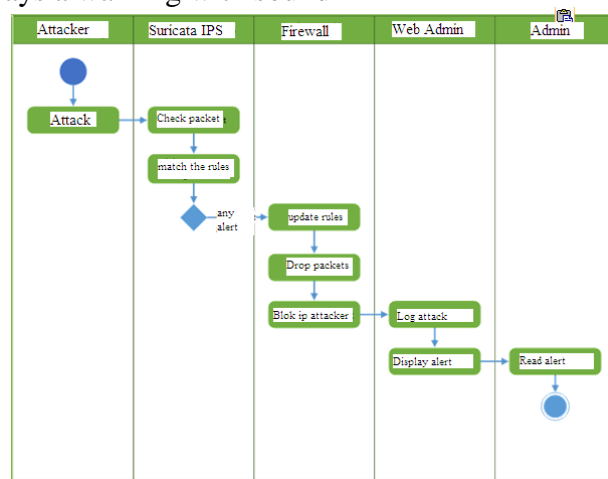 Attacker
Suricata IPS
Firewall
Web Admin
Admin
Attack
Check packet
match the rules
any
alert
update rules
Drop packets
Blok ip attacker
Log attack
Display alert
Read alert